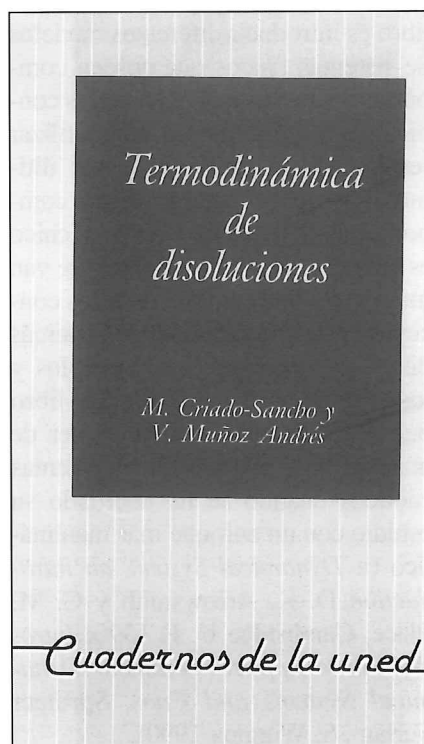 Termodinámica
de
disoluciones
M. Criado-Sancho y
V. Muñoz Andrés
Cuadernos de la uned